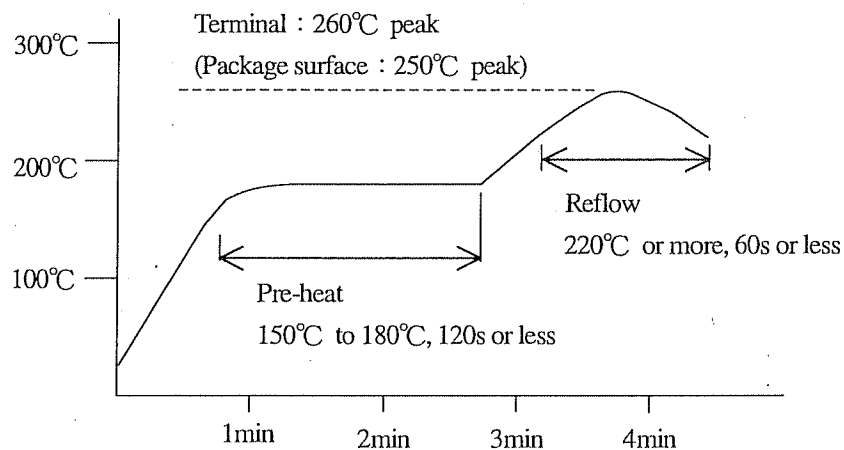 Terminal : 260℃ peak
(Package surface : 250℃ peak)
300℃
200℃
100℃
Reflow
220℃ or more, 60s or less
Pre-heat
150℃ to 180℃, 120s or less
1min
2min
3min
4min